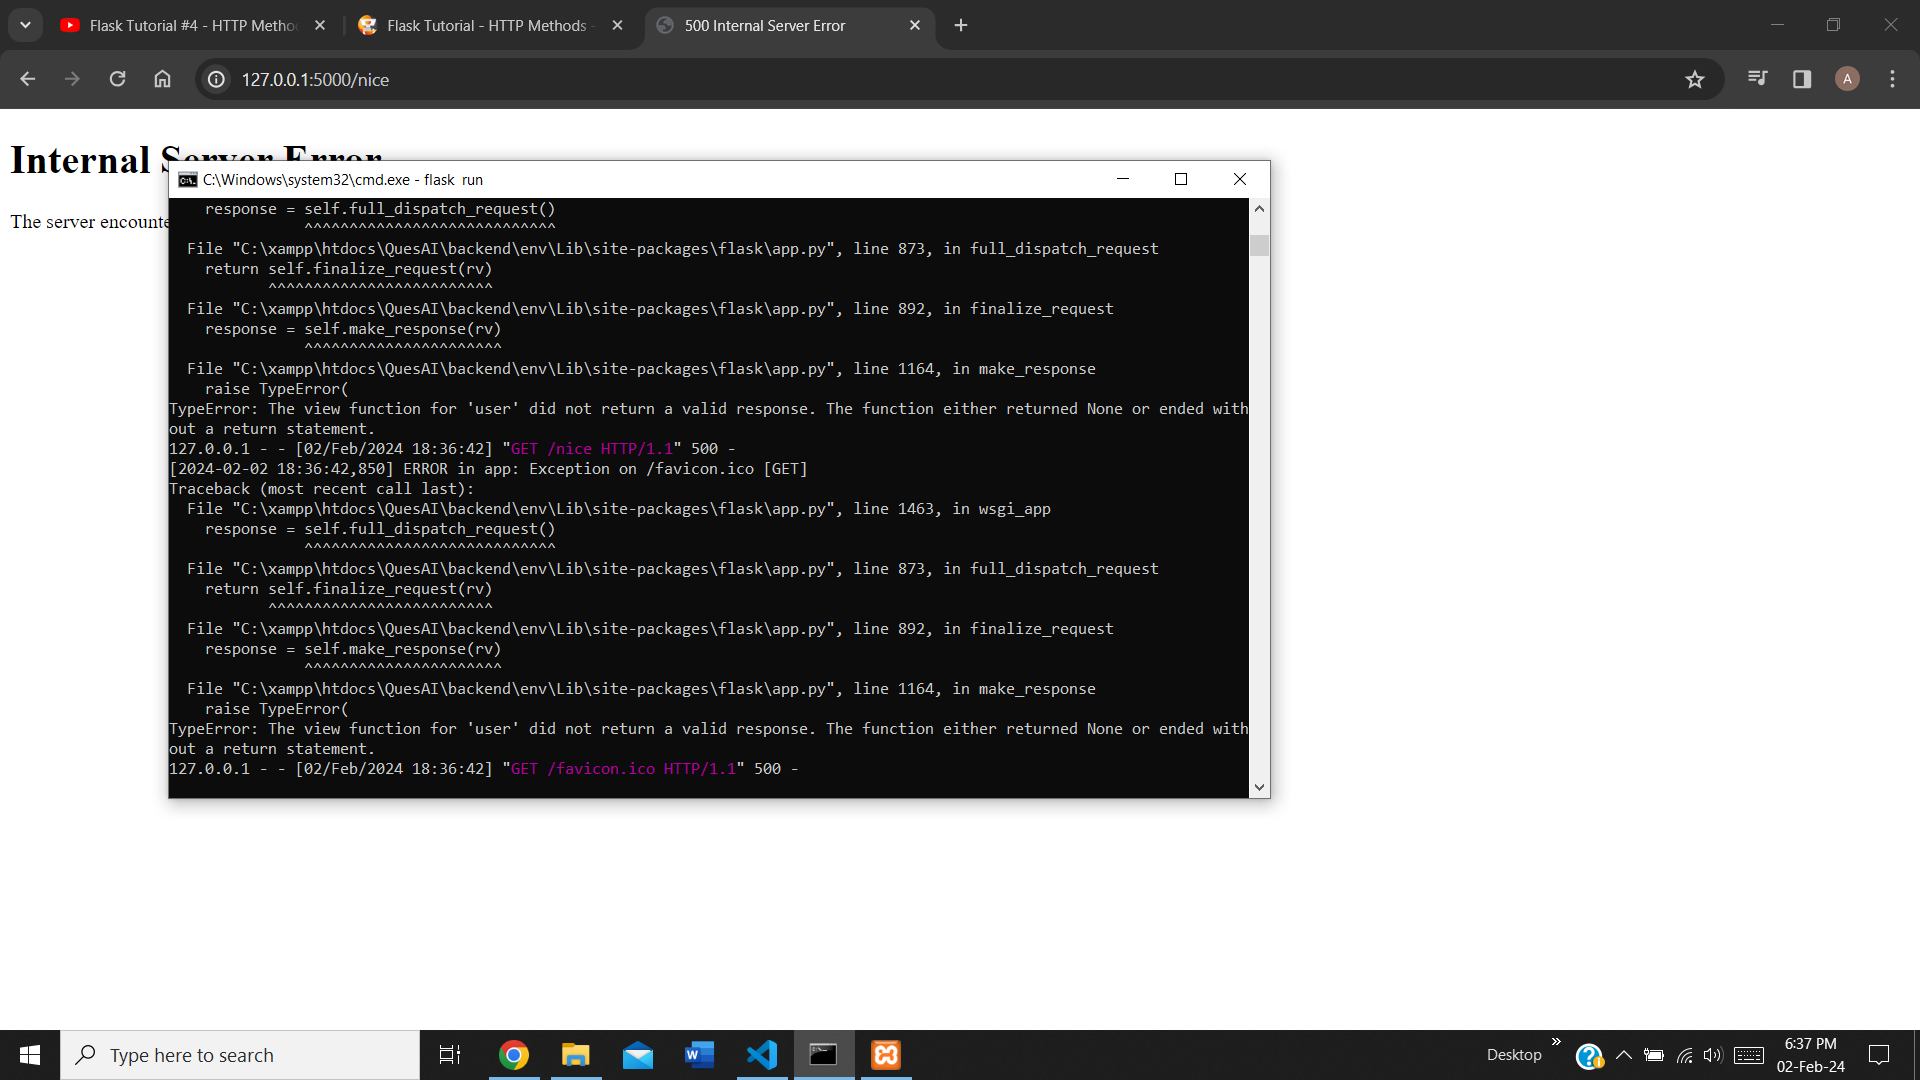 Flask Tutorial #4 - HTTP Metho
Flask Tutorial - HTTP Methods -
500 Internal Server Error
127.0.0.1:5000/nice
A
Internal Server Error
The server encounte
C:\Windows\system32\cmd.exe - flask  run
    response = self.full_dispatch_request()
               ^^^^^^^^^^^^^^^^^^^^^^^^^^^^
  File "C:\xampp\htdocs\QuesAI\backend\env\Lib\site-packages\flask\app.py", line 873, in full_dispatch_request
    return self.finalize_request(rv)
           ^^^^^^^^^^^^^^^^^^^^^^^^^
  File "C:\xampp\htdocs\QuesAI\backend\env\Lib\site-packages\flask\app.py", line 892, in finalize_request
    response = self.make_response(rv)
               ^^^^^^^^^^^^^^^^^^^^^^
  File "C:\xampp\htdocs\QuesAI\backend\env\Lib\site-packages\flask\app.py", line 1164, in make_response
    raise TypeError(
TypeError: The view function for 'user' did not return a valid response. The function either returned None or ended with
out a return statement.
127.0.0.1 - - [02/Feb/2024 18:36:42] "GET /nice HTTP/1.1" 500 -
[2024-02-02 18:36:42,850] ERROR in app: Exception on /favicon.ico [GET]
Traceback (most recent call last):
  File "C:\xampp\htdocs\QuesAI\backend\env\Lib\site-packages\flask\app.py", line 1463, in wsgi_app
    response = self.full_dispatch_request()
               ^^^^^^^^^^^^^^^^^^^^^^^^^^^^
  File "C:\xampp\htdocs\QuesAI\backend\env\Lib\site-packages\flask\app.py", line 873, in full_dispatch_request
    return self.finalize_request(rv)
           ^^^^^^^^^^^^^^^^^^^^^^^^^
  File "C:\xampp\htdocs\QuesAI\backend\env\Lib\site-packages\flask\app.py", line 892, in finalize_request
    response = self.make_response(rv)
               ^^^^^^^^^^^^^^^^^^^^^^
  File "C:\xampp\htdocs\QuesAI\backend\env\Lib\site-packages\flask\app.py", line 1164, in make_response
    raise TypeError(
TypeError: The view function for 'user' did not return a valid response. The function either returned None or ended with
out a return statement.
127.0.0.1 - - [02/Feb/2024 18:36:42] "GET /favicon.ico HTTP/1.1" 500 -
Type here to search
Desktop
6:37 PM
02-Feb-24